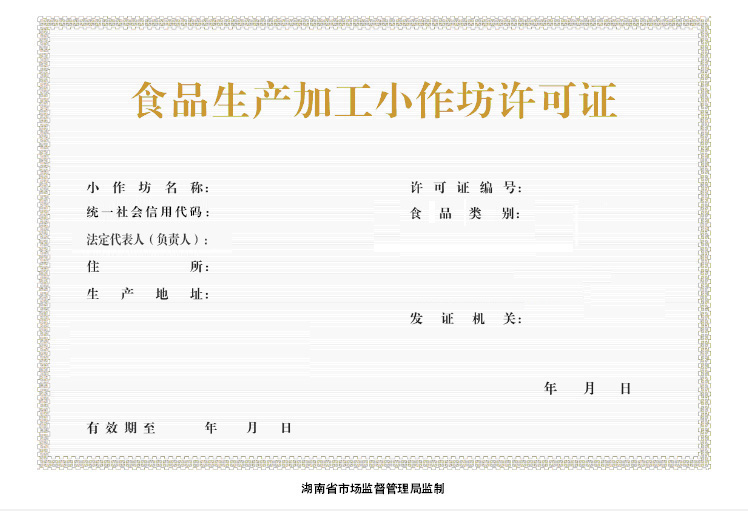 食品生产加工小作坊许可证
小作坊名称：
统一社会信用代码：
法定代表人（负责人）：
住所：
生产地址：
有效期至 年 月 日
许可证编号：
食品类别：
发证机关：
年 月 日
湖南省市场监督管理局监制